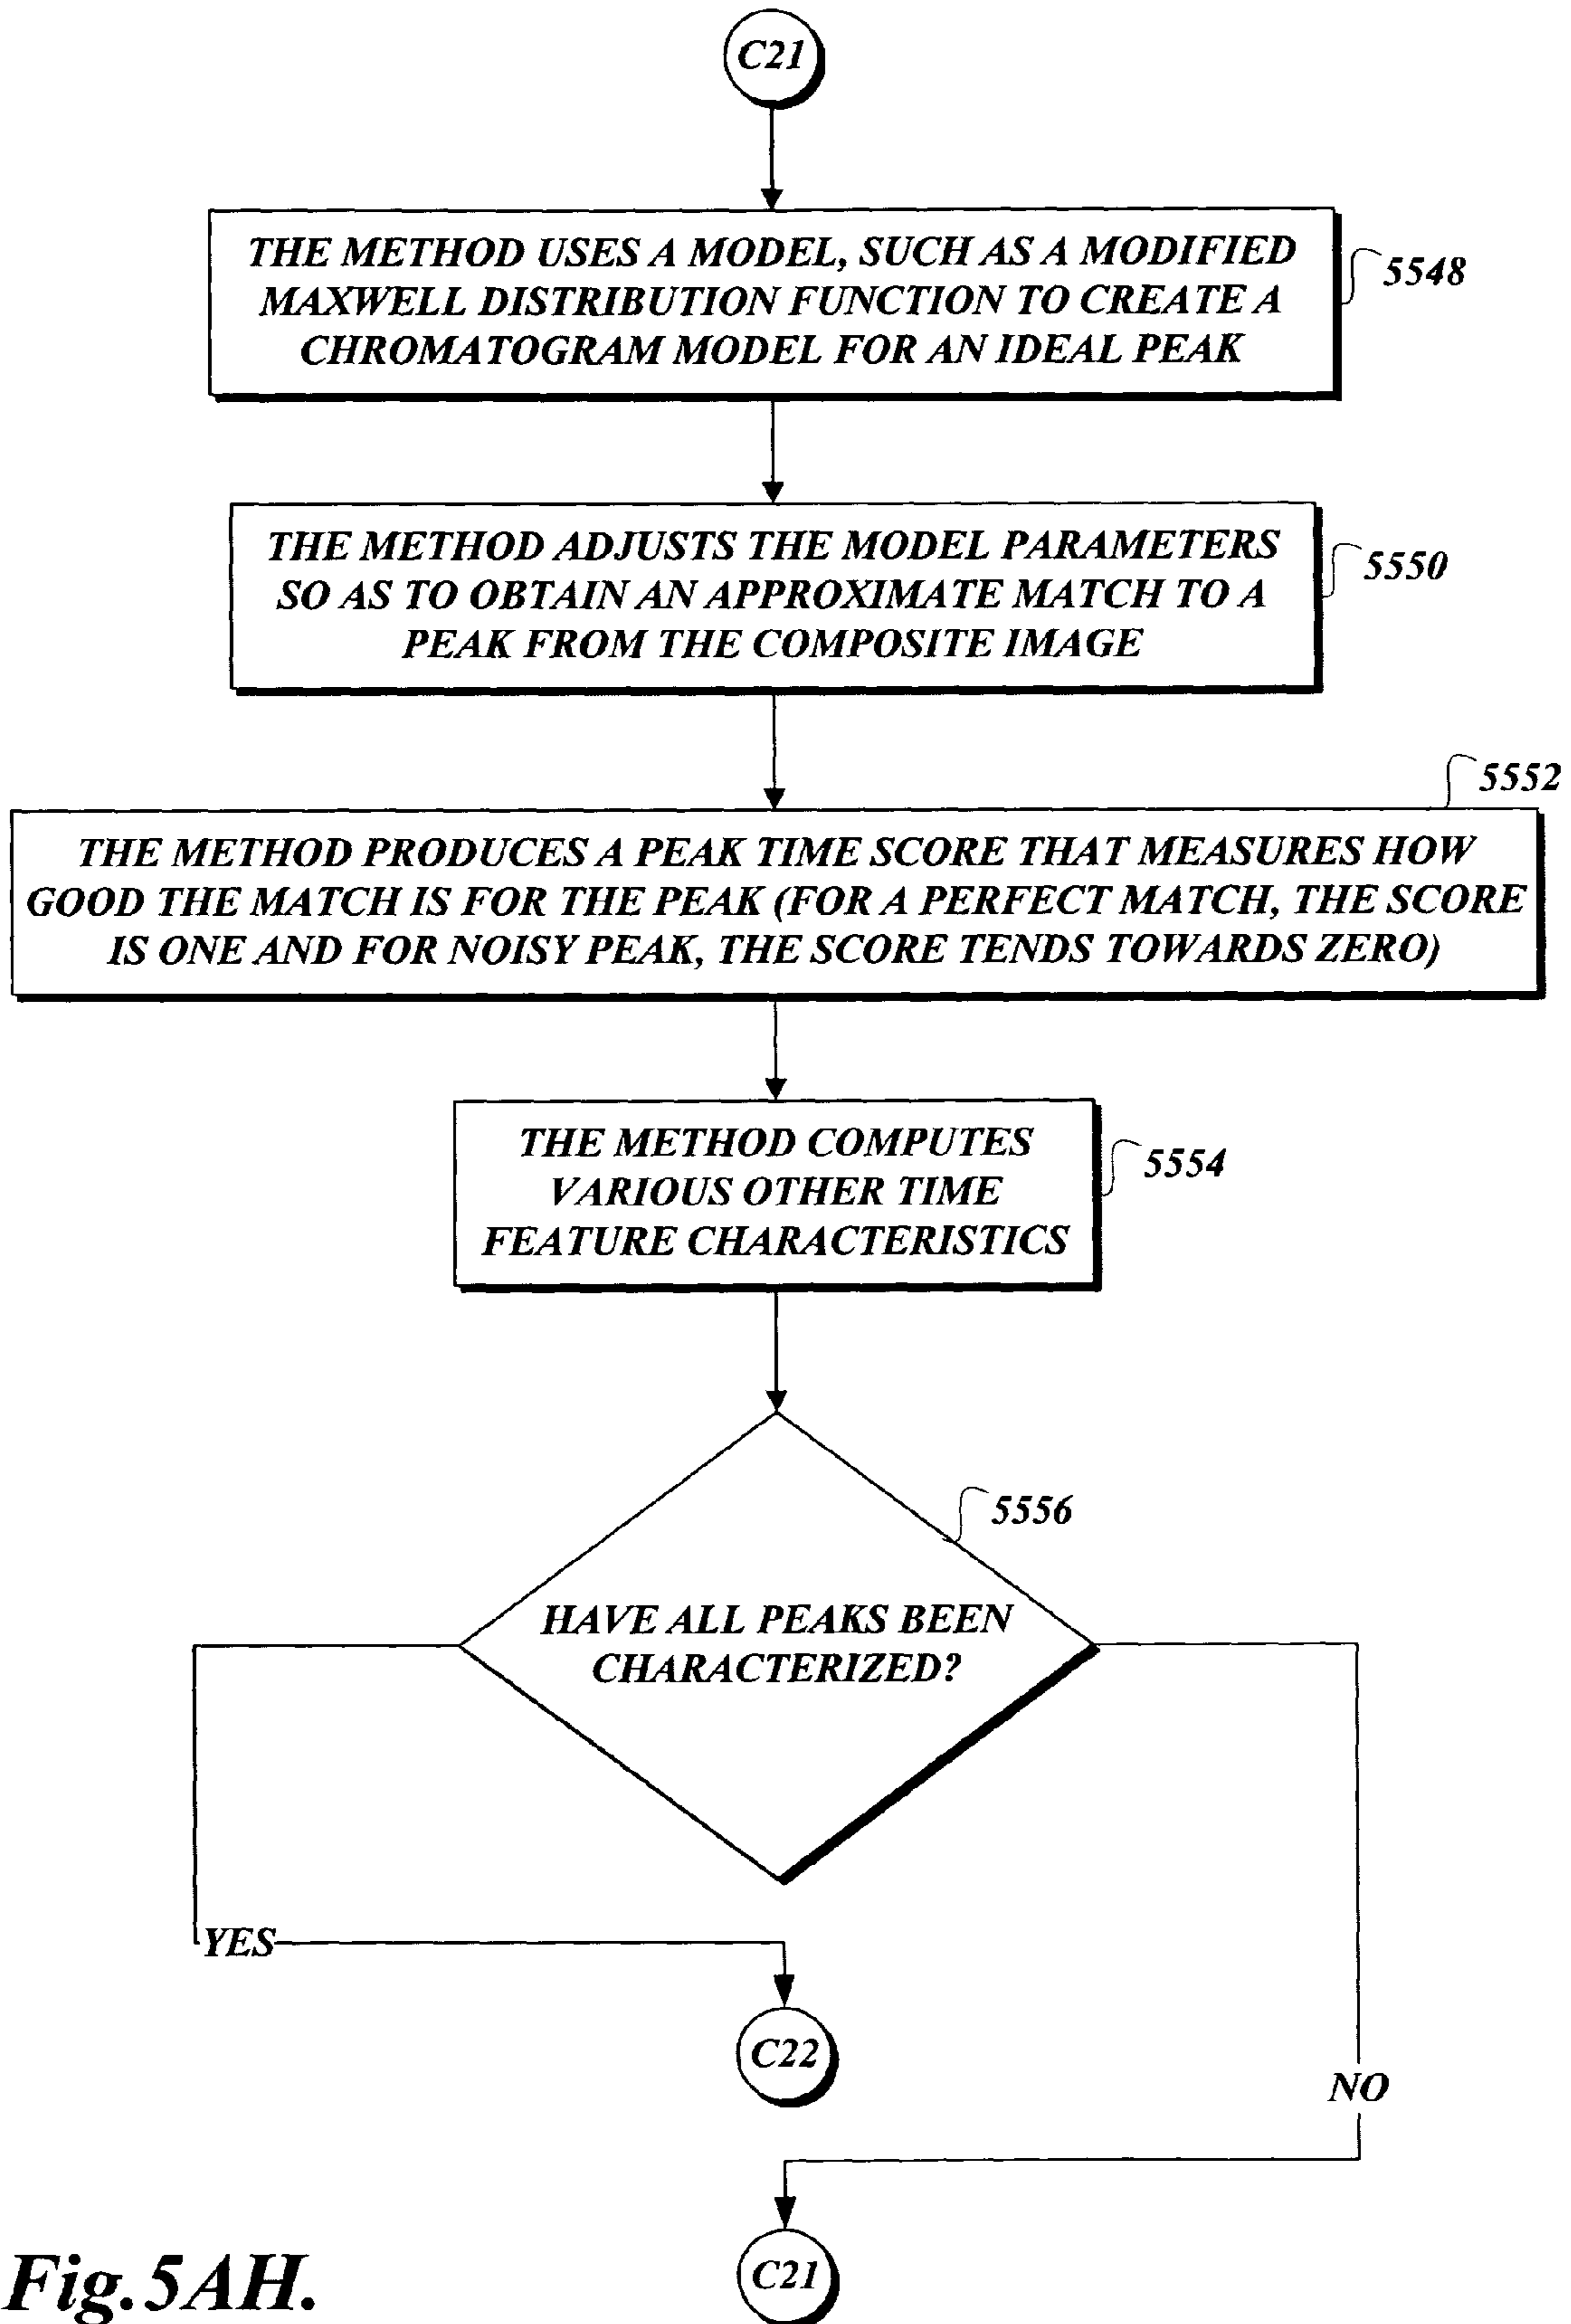 C21
THE METHOD USES A MODEL, SUCH AS A MODIFIED
MAXWELL DISTRIBUTION FUNCTION TO CREATE A
CHROMATOGRAM MODEL FOR AN IDEAL PEAK
5548
THE METHOD ADJUSTS THE MODEL PARAMETERS
SO AS TO OBTAIN AN APPROXIMATE MATCH TO A
PEAK FROM THE COMPOSITE IMAGE
5550
5552
THE METHOD PRODUCES A PEAK TIME SCORE THAT MEASURES HOW
GOOD THE MATCH IS FOR THE PEAK (FOR A PERFECT MATCH, THE SCORE
IS ONE AND FOR NOISY PEAK, THE SCORE TENDS TOWARDS ZERO)
THE METHOD COMPUTES
VARIOUS OTHER TIME
FEATURE CHARACTERISTICS
5554
5556
HAVE ALL PEAKS BEEN
CHARACTERIZED?
YES
C22
NO
C21
Fig.5AH.